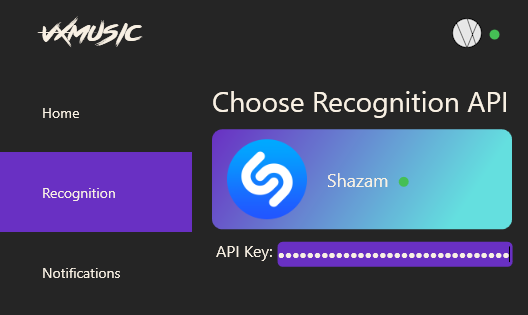 VXMUSIC
Choose Recognition API
Home
Shazam
Recognition
API Key:
Notifications